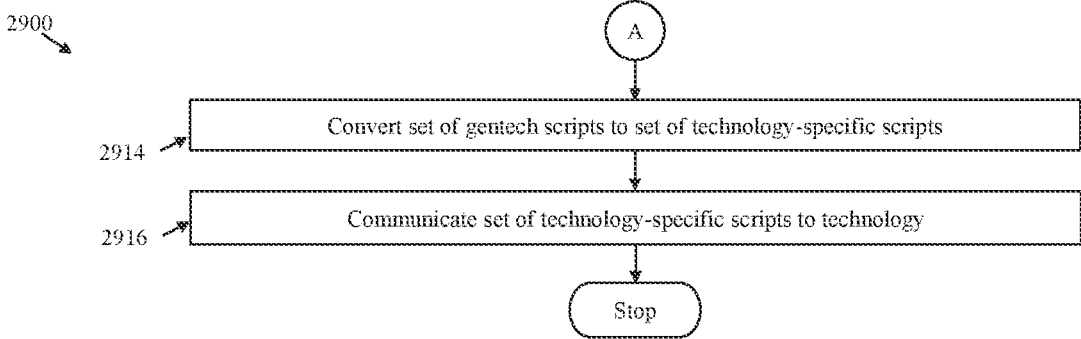 2900
A
Convert set of gentech scripts to set of technology-specific scripts
2914
Communicate set of technology-specific scripts to technology
2916
Stop